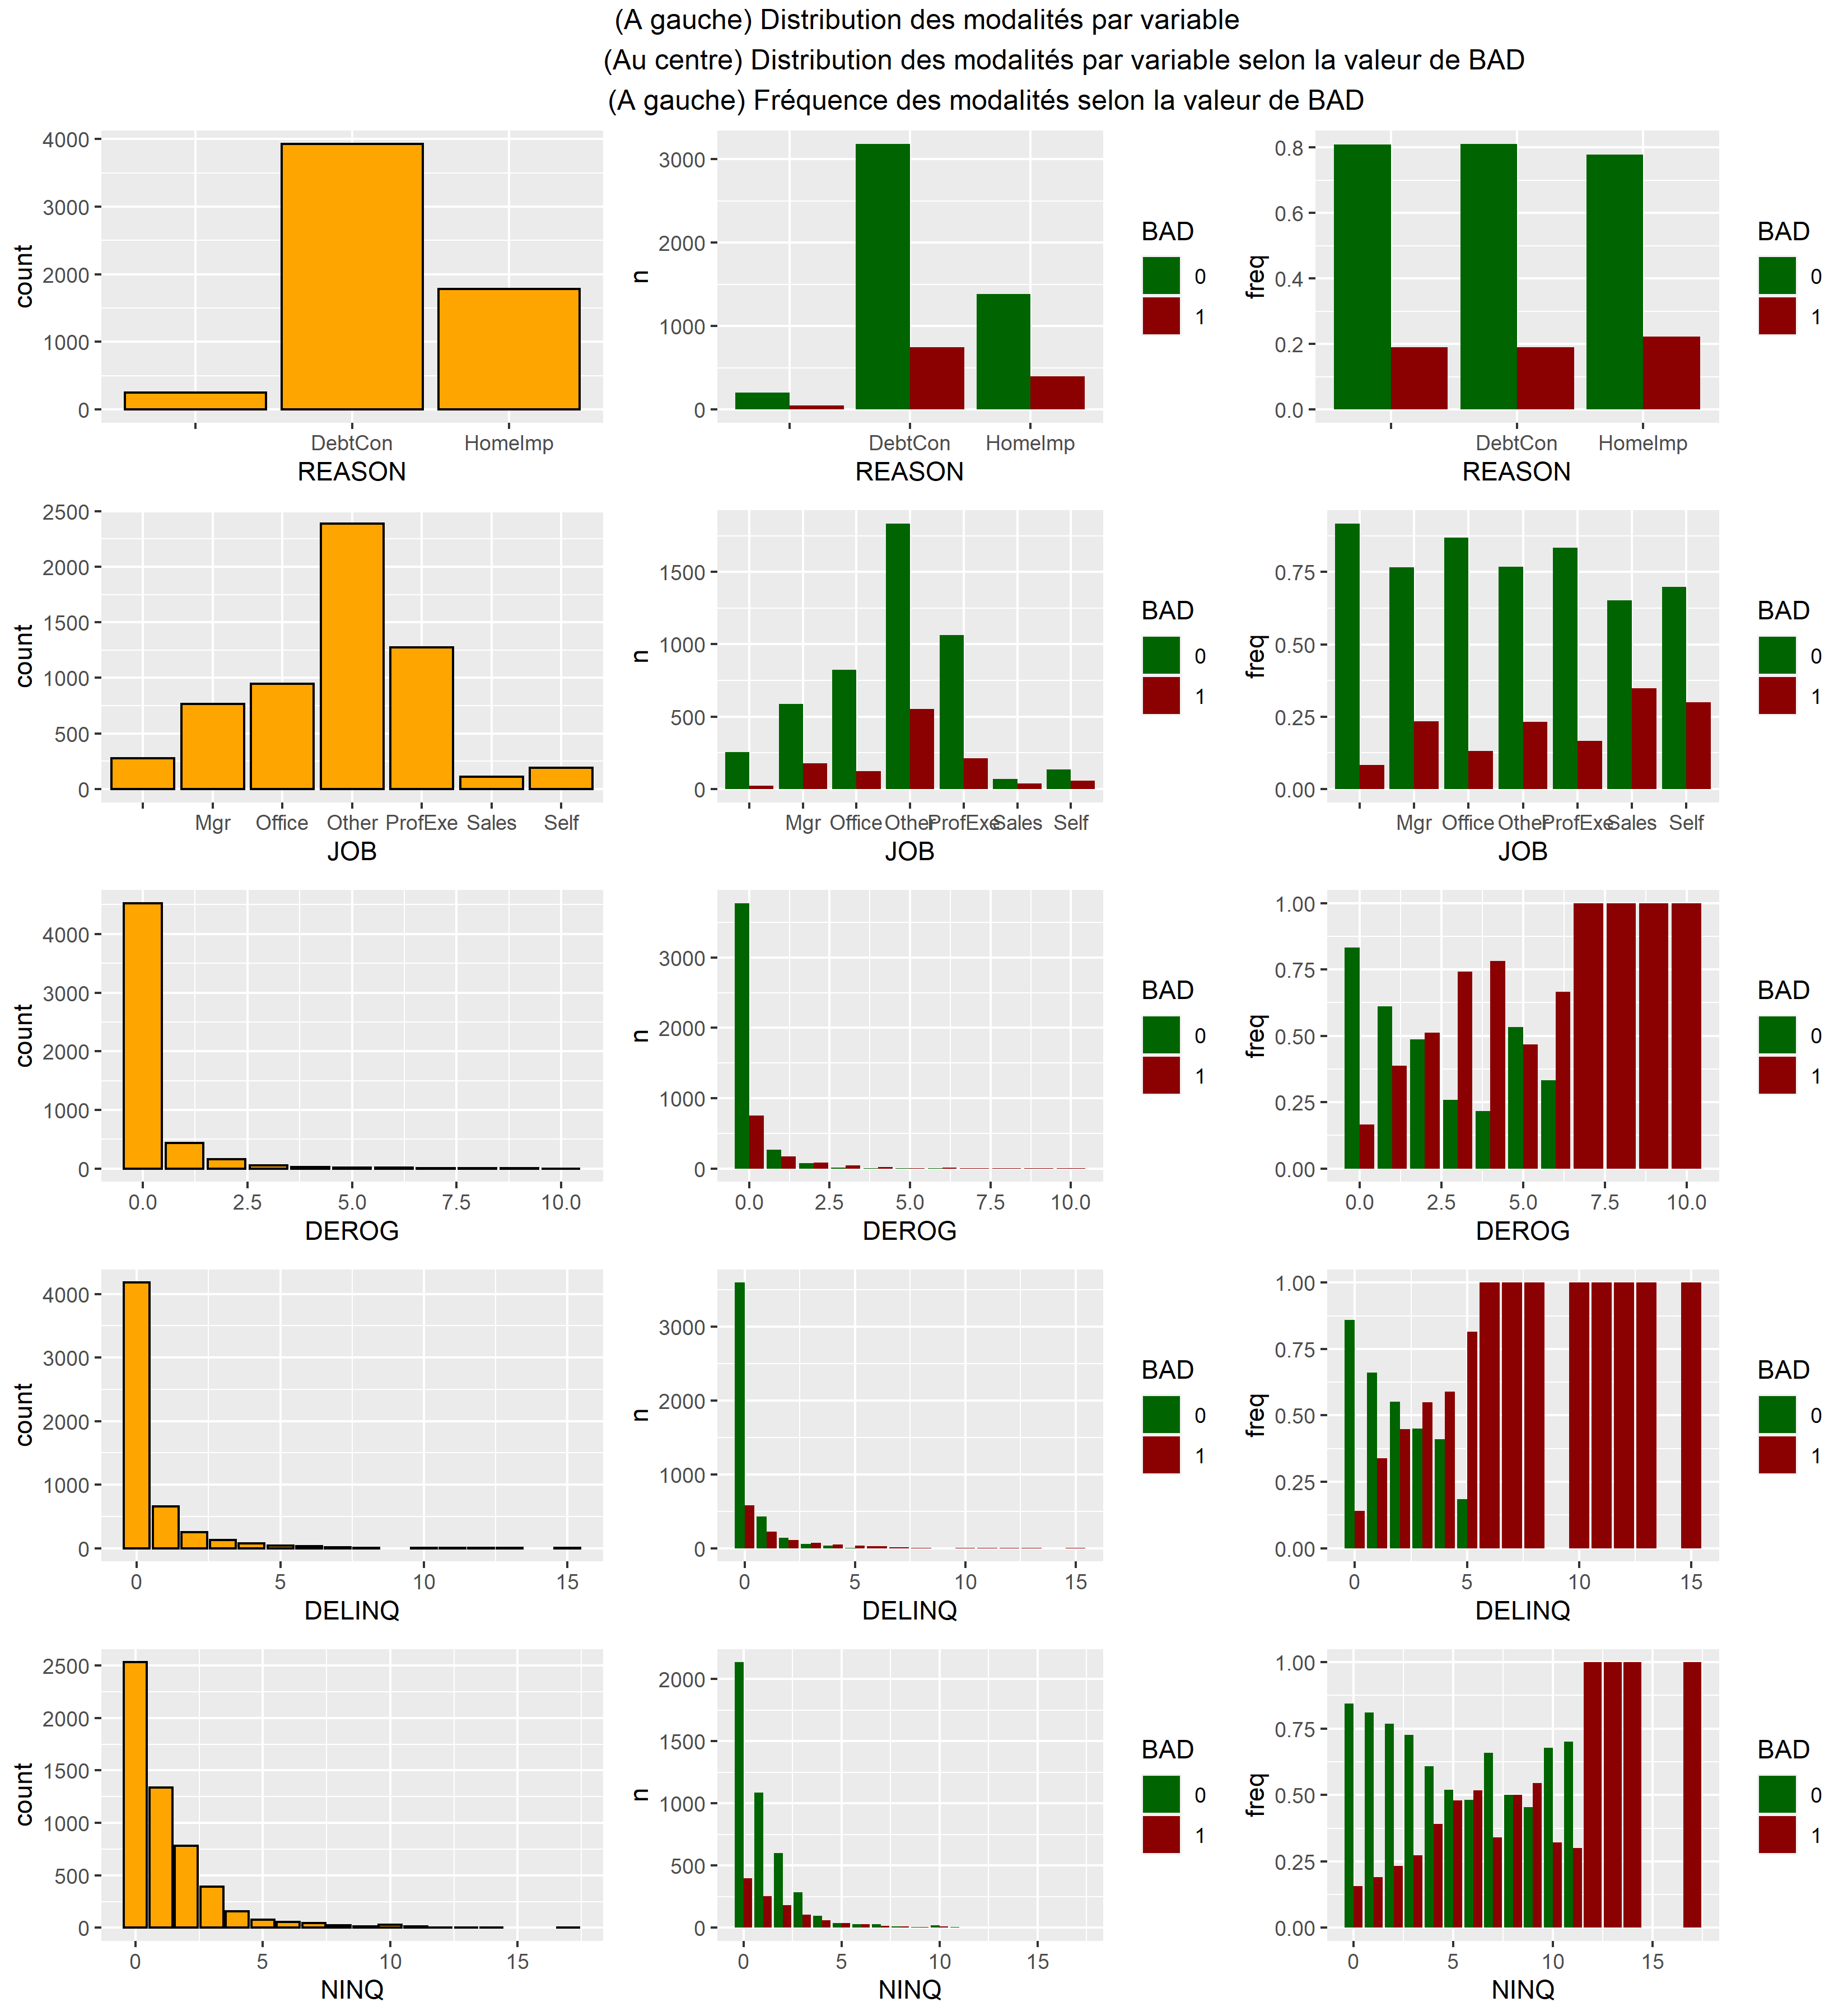 (A gauche) Distribution des modalités par variable
(Au centre) Distribution des modalités par variable selon la valeur de BAD
(A gauche) Fréquence des modalités selon la valeur de BAD
count
4000
3000
2000
1000
0
DebtCon HomeImp
REASON
n
3000
2000
1000
0
DebtCon HomeImp
REASON
BAD
0
1
freq
0.8
0.6
0.4
0.2
0.0
DebtCon HomeImp
REASON
BAD
0
1
count
2500
2000
1500
1000
500
0
Mgr Office Other ProfExe Sales Self
JOB
n
1500
1000
500
0
Mgr Office Other ProfExe Sales Self
JOB
BAD
0
1
freq
0.75
0.50
0.25
0.00
Mgr Office Other ProfExe Sales Self
JOB
BAD
0
1
count
4000
3000
2000
1000
0
0.0 2.5 5.0 7.5 10.0
DEROG
n
3000
2000
1000
0
0.0 2.5 5.0 7.5 10.0
DEROG
BAD
0
1
freq
1.00
0.75
0.50
0.25
0.00
0.0 2.5 5.0 7.5 10.0
DEROG
BAD
0
1
count
4000
3000
2000
1000
0
0 5 10 15
DELINQ
n
3000
2000
1000
0
0 5 10 15
DELINQ
BAD
0
1
freq
1.00
0.75
0.50
0.25
0.00
0 5 10 15
DELINQ
BAD
0
1
count
2500
2000
1500
1000
500
0
0 5 10 15
NINQ
n
2000
1500
1000
500
0
0 5 10 15
NINQ
BAD
0
1
freq
1.00
0.75
0.50
0.25
0.00
0 5 10 15
NINQ
BAD
0
1